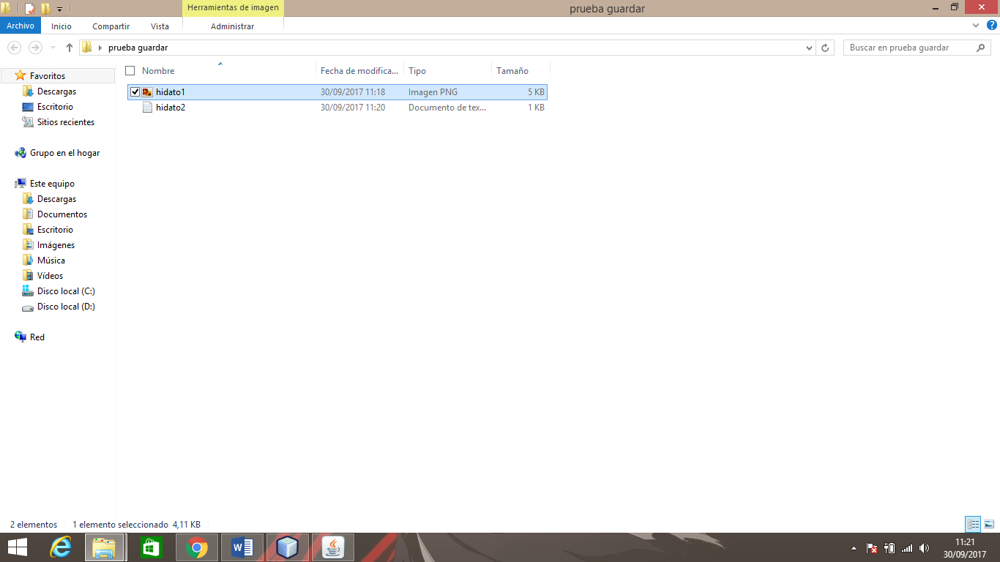 Herramientas de imagen
prueba guardar
Archivo Inicio Compartir Vista Administrar
prueba guardar
Buscar en prueba guardar
Nombre Fecha de modifica... Tipo Tamaño
hidato1 30/09/2017 11:18 Imagen PNG 5 KB
hidato2 30/09/2017 11:20 Documento de tex... 1 KB
Favoritos
Descargas
Escritorio
Sitios recientes
Grupo en el hogar
Este equipo
Descargas
Documentos
Escritorio
Imágenes
Música
Vídeos
Disco local (C:)
Disco local (D:)
Red
2 elementos 1 elemento seleccionado 4,11 KB
11:21
30/09/2017